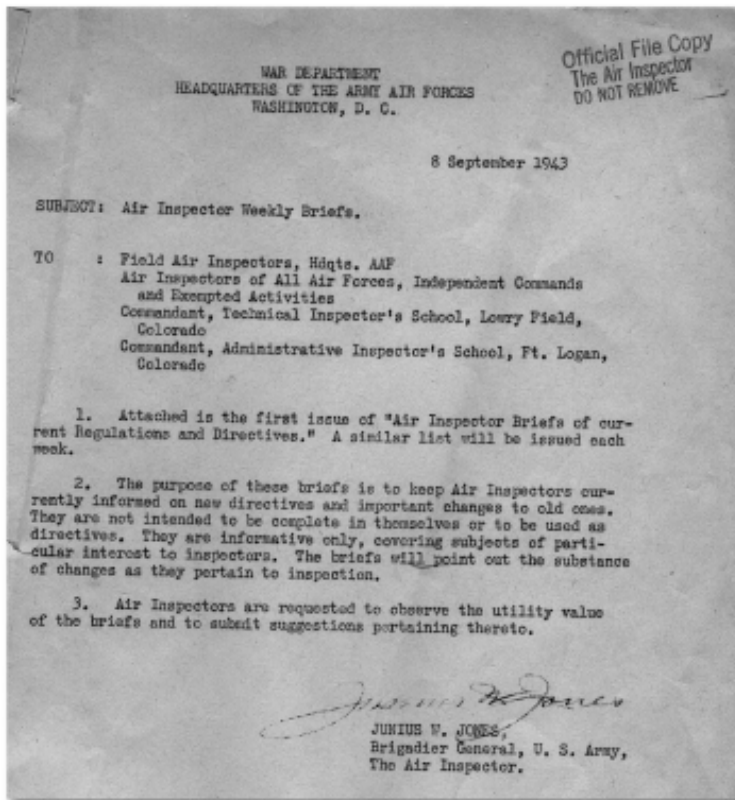 Official File Copy
The Air Inspector
DO NOT REMOVE
WAR DEPARTMENT
HEADQUARTERS OF THE ARMY AIR FORCES
WASHINGTON, D. C.
8 September 1943
SUBJECT: Air Inspector Weekly Briefs.
TO : Field Air Inspectors, Hdqts. AAF
Air Inspectors of All Air Forces, Independent Commands
and Exempted Activities
Commandant, Technical Inspector's School, Lowry Field,
Colorado
Commandant, Administrative Inspector's School, Ft. Logan,
Colorado
1. Attached is the first issue of "Air Inspector Briefs of cur-
rent Regulations and Directives." A similar list will be issued each
week.
2. The purpose of these briefs is to keep Air Inspectors cur-
rently informed on new directives and important changes to old ones.
They are not intended to be complete in themselves or to be used as
directives. They are informative only, covering subjects of parti-
cular interest to inspectors. The briefs will point out the substance
of changes as they pertain to inspection.
3. Air Inspectors are requested to observe the utility value
of the briefs and to submit suggestions pertaining thereto.
Junius W. Jones
JUNIUS W. JONES,
Brigadier General, U. S. Army,
The Air Inspector.